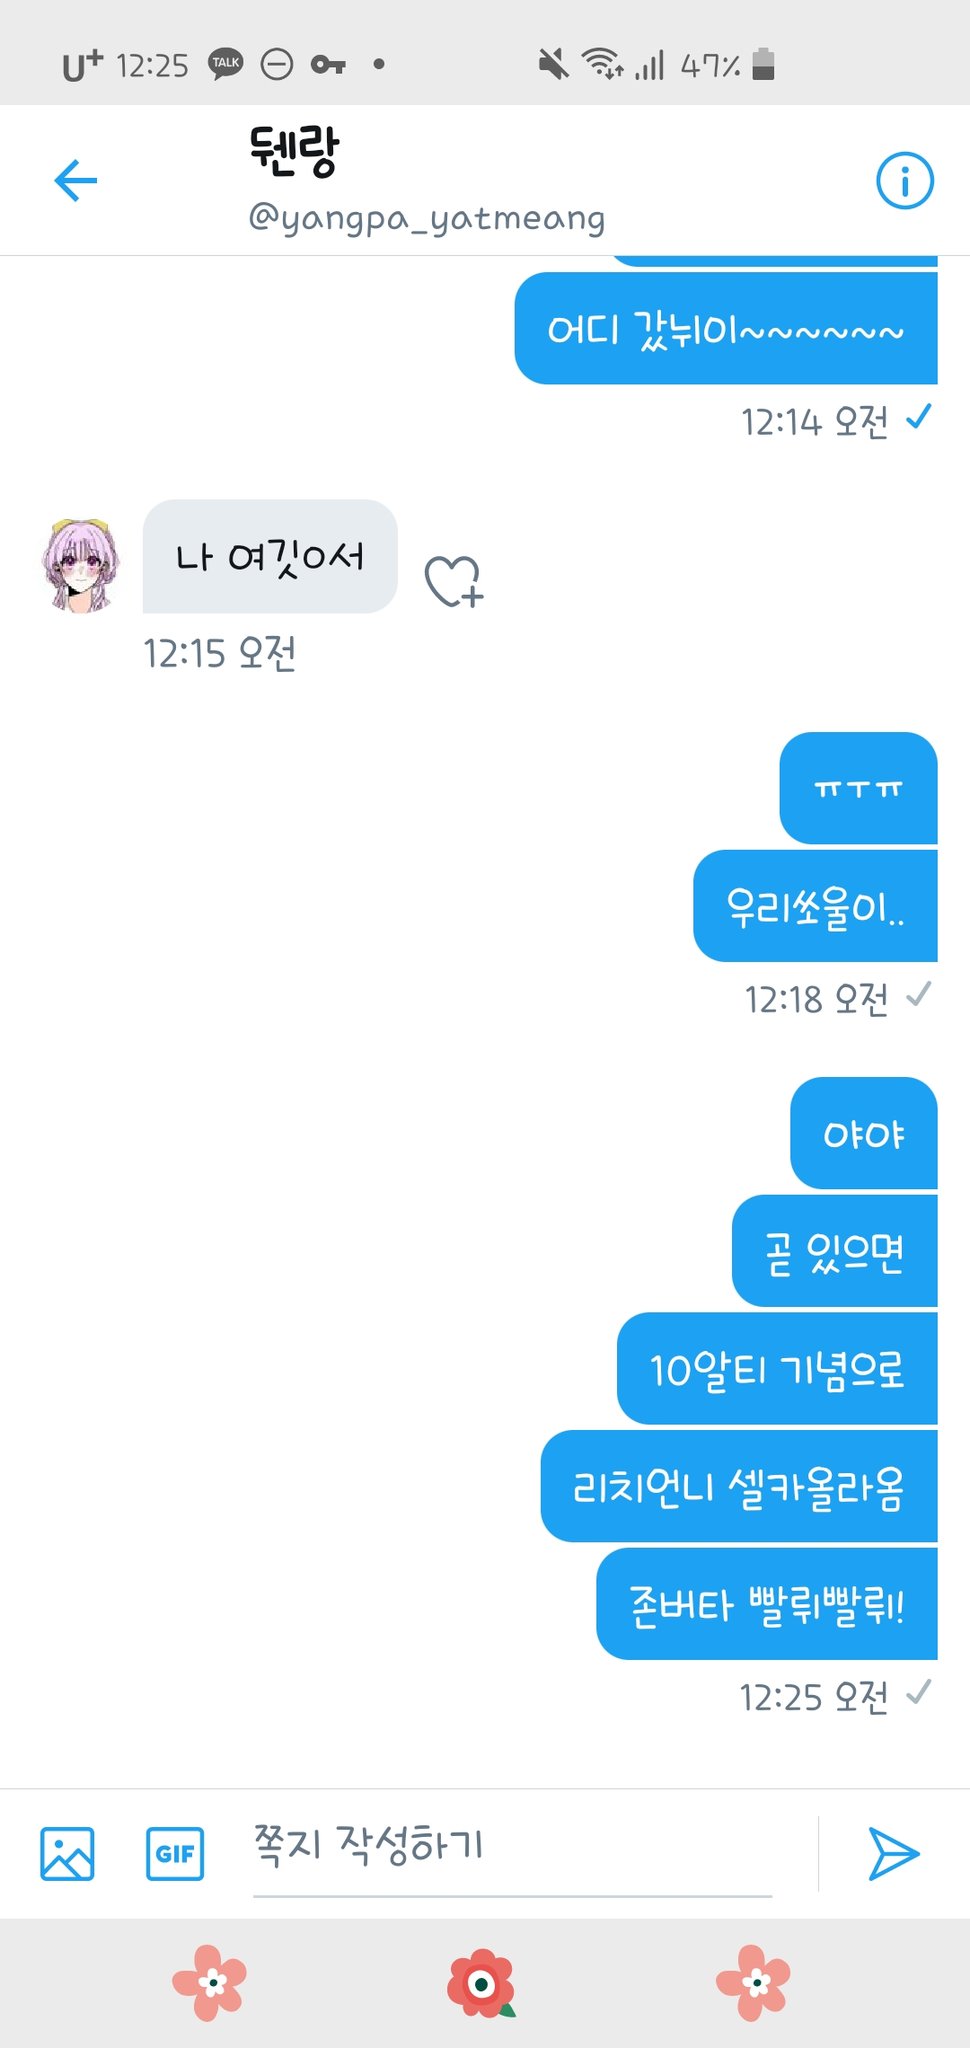 U+ 12:25 TALK 47%
뒌랑
@yangpa_yatmeang
어디 갔뉘이~~~~~~
12:14 오전
나 여깃ㅇ서
12:15 오전
ㅠㅜㅠ
우리쏘울이..
12:18 오전
야야
곧 있으면
10알티 기념으로
리치언니 셀카올라옴
존버타 빨뤼빨뤼!
12:25 오전
GIF 쪽지 작성하기